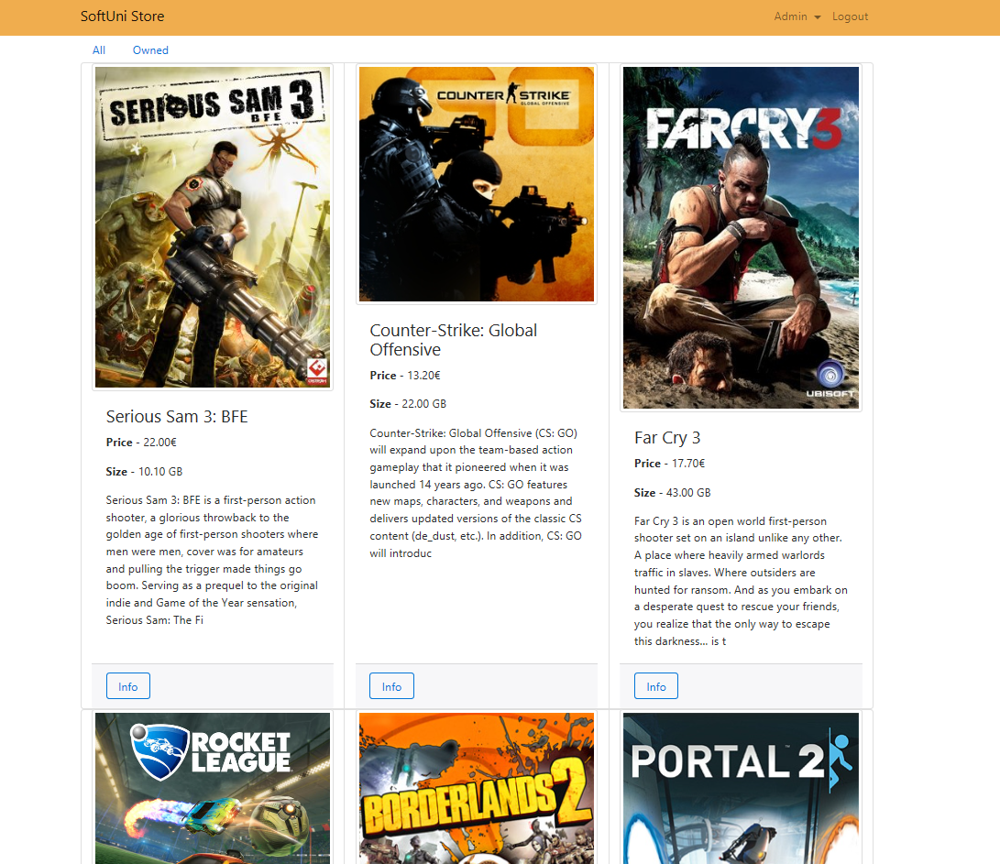 SoftUni Store
Admin
Logout
All
Owned
SERIOUS SAM 3
BFE
Serious Sam 3: BFE
Price - 22.00€
Size - 10.10 GB
Serious Sam 3: BFE is a first-person action
shooter, a glorious throwback to the
golden age of first-person shooters where
men were men, cover was for amateurs
and pulling the trigger made things go
boom. Serving as a prequel to the original
indie and Game of the Year sensation,
Serious Sam: The Fi
Info
COUNTER STRIKE
GLOBAL OFFENSIVE
Counter-Strike: Global
Offensive
Price - 13.20€
Size - 22.00 GB
Counter-Strike: Global Offensive (CS: GO)
will expand upon the team-based action
gameplay that it pioneered when it was
launched 14 years ago. CS: GO features
new maps, characters, and weapons and
delivers updated versions of the classic CS
content (de_dust, etc.). In addition, CS: GO
will introduc
Info
FARCRY3
UBISOFT
Far Cry 3
Price - 17.70€
Size - 43.00 GB
Far Cry 3 is an open world first-person
shooter set on an island unlike any other.
A place where heavily armed warlords
traffic in slaves. Where outsiders are
hunted for ransom. And as you embark on
a desperate quest to rescue your friends,
you realize that the only way to escape
this darkness... is t
Info
ROCKET
LEAGUE
BORDERLANDS 2
PORTAL 2